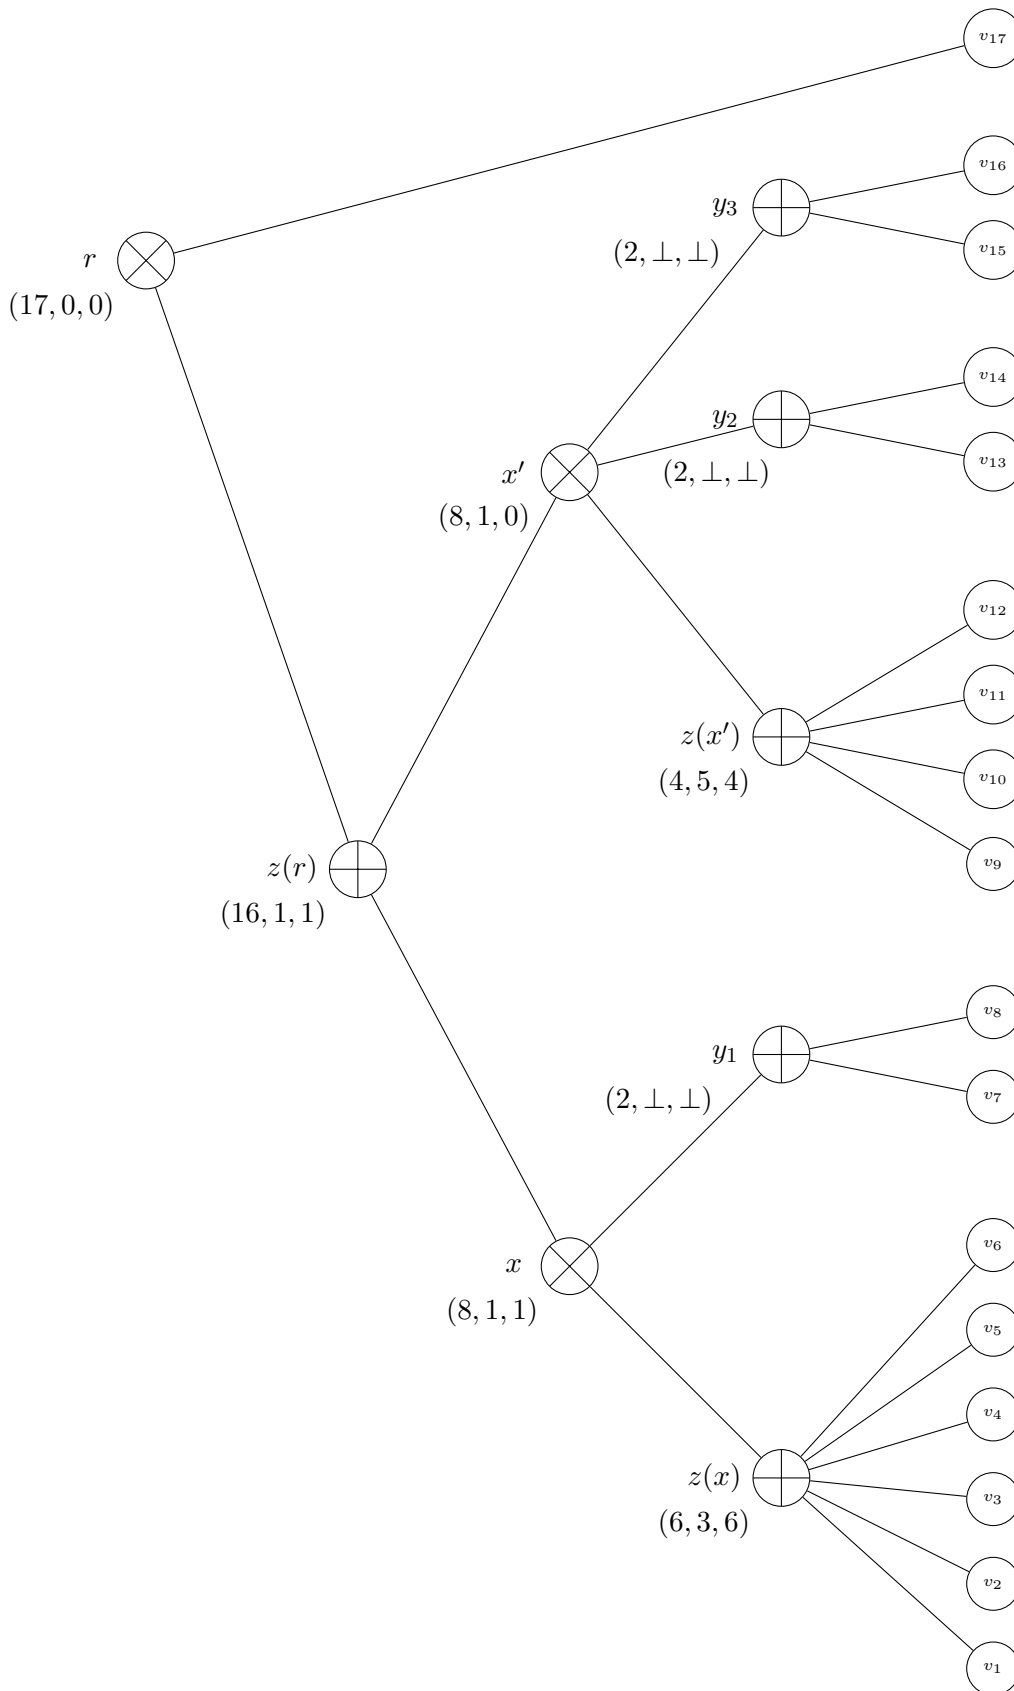 v₁₇
v₁₆
y₃
v₁₅
(2, ⊥, ⊥)
r
(17, 0, 0)
v₁₄
y₂
v₁₃
(2, ⊥, ⊥)
x′
(8, 1, 0)
v₁₂
v₁₁
z(x′)
(4, 5, 4)
v₁₀
v₉
z(r)
(16, 1, 1)
v₈
y₁
v₇
(2, ⊥, ⊥)
v₆
x
(8, 1, 1)
v₅
v₄
z(x)
(6, 3, 6)
v₃
v₂
v₁